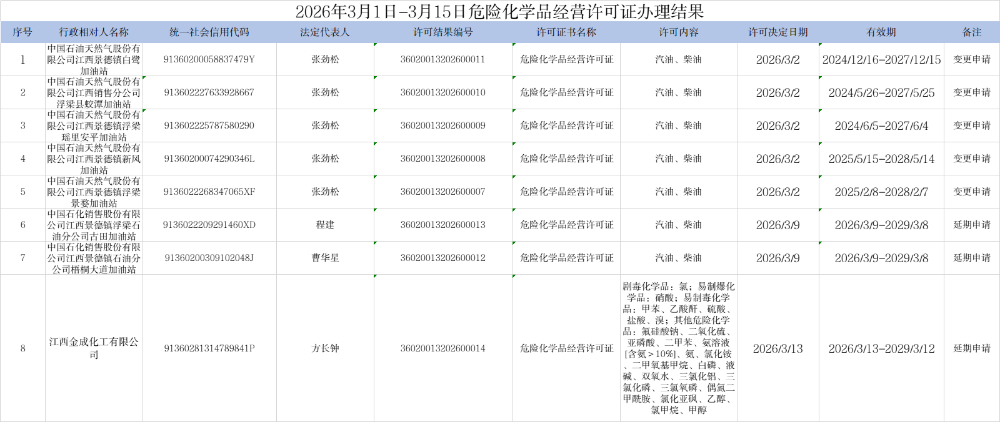 2026年3月1日-3月15日危险化学品经营许可证办理结果
序号 行政相对人名称 统一社会信用代码 法定代表人 许可结果编号 许可证书名称 许可内容 许可决定日期 有效期 备注
中国石油天然气股份有
限公司江西景德镇白鹭
加油站
1 91360200058837479Y 张劲松 36020013202600011 危险化学品经营许可证 汽油、柴油 2026/3/2 2024/12/16-2027/12/15 变更申请
中国石油天然气股份有
限公司江西销售分公司
浮梁县蛟潭加油站
2 913602227633928667 张劲松 36020013202600010 危险化学品经营许可证 汽油、柴油 2026/3/2 2024/5/26-2027/5/25 变更申请
中国石油天然气股份有
限公司江西景德镇浮梁
瑶里安平加油站
3 913602225787580290 张劲松 36020013202600009 危险化学品经营许可证 汽油、柴油 2026/3/2 2024/6/5-2027/6/4 变更申请
中国石油天然气股份有
限公司江西景德镇新风
加油站
4 91360200074290346L 张劲松 36020013202600008 危险化学品经营许可证 汽油、柴油 2026/3/2 2025/5/15-2028/5/14 变更申请
中国石油天然气股份有
限公司江西景德镇浮梁
景婺加油站
5 9136022268347065XF 张劲松 36020013202600007 危险化学品经营许可证 汽油、柴油 2026/3/2 2025/2/8-2028/2/7 变更申请
中国石化销售股份有限
公司江西景德镇浮梁石
油分公司古田加油站
6 9136022209291460XD 程建 36020013202600013 危险化学品经营许可证 汽油、柴油 2026/3/9 2026/3/9-2029/3/8 延期申请
中国石化销售股份有限
公司江西景德镇石油分
公司梧桐大道加油站
7 91360200309102048J 曹华星 36020013202600012 危险化学品经营许可证 汽油、柴油 2026/3/9 2026/3/9-2029/3/8 延期申请
8 江西金成化工有限公
司
91360281314789841P 方长钟 36020013202600014 危险化学品经营许可证
剧毒化学品：氯；易制爆化
学品：硝酸；易制毒化学
品：甲苯、乙酸酐、硫酸、
盐酸、溴；其他危险化学
品：氟硅酸钠、二氧化硫、
亚磷酸、二甲苯、氨溶液
[含氨＞10%]、氨、氯化铵
、二甲氧基甲烷、白磷、液
碱、双氧水、三氯化铝、三
氯化磷、三氯氧磷、偶氮二
甲酰胺、氯化亚砜、乙醇、
氯甲烷、甲醇
2026/3/13 2026/3/13-2029/3/12 延期申请